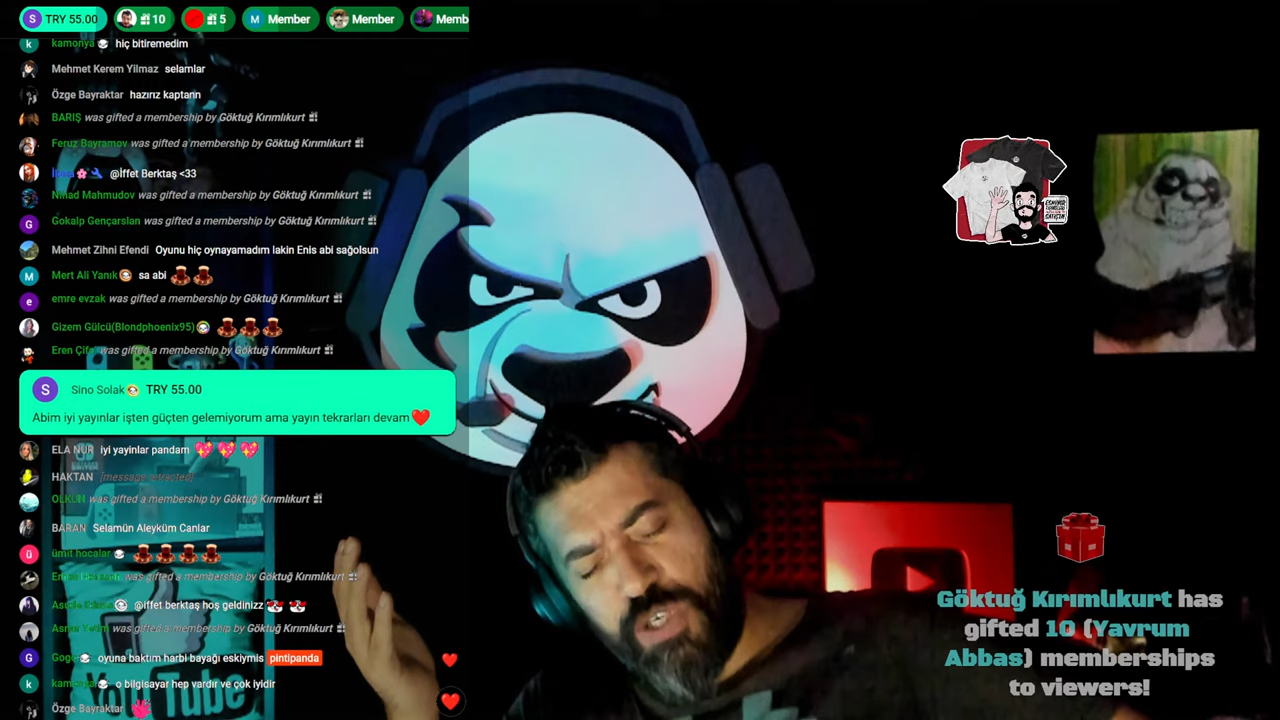 S TRY 55.00 10 5 M Member Member Memb
kamonya hiç bitiremedim
Mehmet Kerem Yilmaz selamlar
Özge Bayraktar hazırız kaptann
BARIŞ was gifted a membership by Göktuğ Kırımlıkurt
Feruz Bayramov was gifted a membership by Göktuğ Kırımlıkurt
@İffet Berktaş <33
Nihad Mahmudov was gifted a membership by Göktuğ Kırımlıkurt
G Gokalp Gençarslan was gifted a membership by Göktuğ Kırımlıkurt
Mehmet Zihni Efendi Oyunu hiç oynayamadım lakin Enis abi sağolsun
M Mert Ali Yanık sa abi
e emre evzak was gifted a membership by Göktuğ Kırımlıkurt
Gizem Gülcü(Blondphoenix95)
Eren Çifçi was gifted a membership by Göktuğ Kırımlıkurt
S Sino Solak TRY 55.00
Abim iyi yayınlar işten güçten gelemiyorum ama yayın tekrarları devam
ELA NUR iyi yayinlar pandam
HAKTAN [message retracted]
OLKUN was gifted a membership by Göktuğ Kırımlıkurt
BARAN Selamün Aleyküm Canlar
ü ümit hocalar
was gifted a membership by Göktuğ Kırımlıkurt
@iffet berktaş hoş geldinizz
was gifted a membership by Göktuğ Kırımlıkurt
G Goge oyuna baktım harbi bayağı eskiymis pintipanda
k kamonya o bilgisayar hep vardır ve çok iyidir
Özge Bayraktar
YouTube
Göktuğ Kırımlıkurt has
gifted 10 (Yavrum
Abbas) memberships
to viewers!